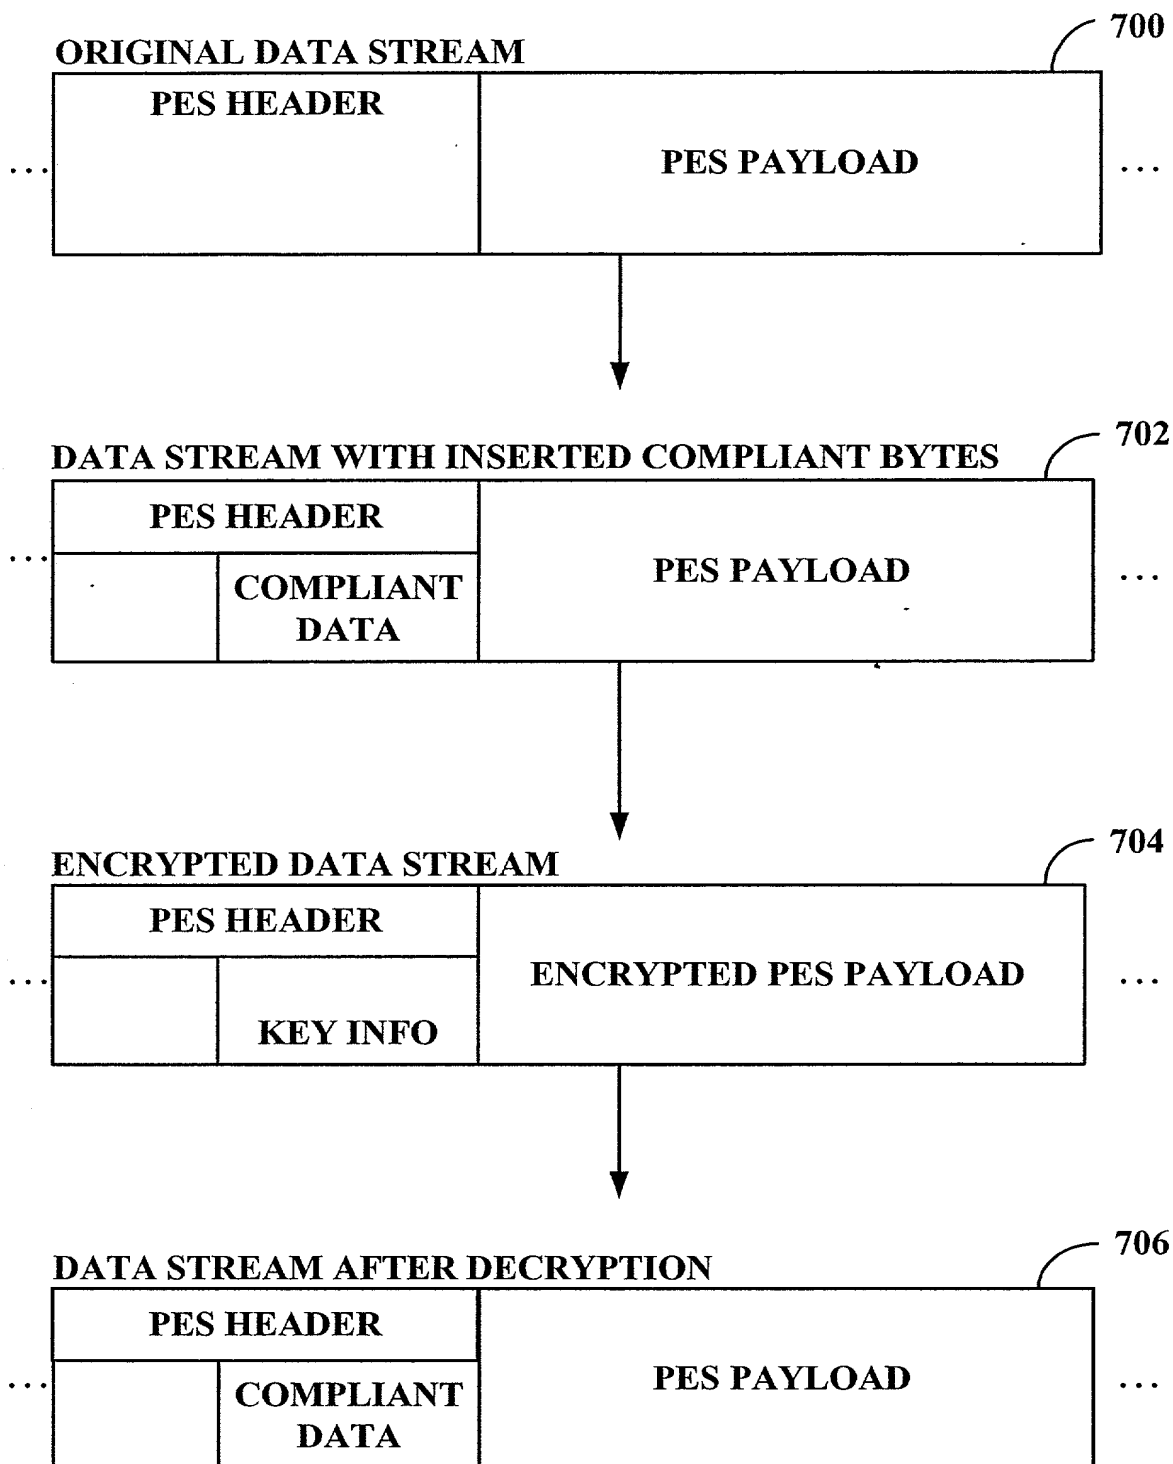 700
ORIGINAL DATA STREAM
PES HEADER
PES PAYLOAD
...
...
702
DATA STREAM WITH INSERTED COMPLIANT BYTES
PES HEADER
PES PAYLOAD
...
...
COMPLIANT
DATA
704
ENCRYPTED DATA STREAM
PES HEADER
ENCRYPTED PES PAYLOAD
...
...
KEY INFO
706
DATA STREAM AFTER DECRYPTION
PES HEADER
PES PAYLOAD
...
...
COMPLIANT
DATA